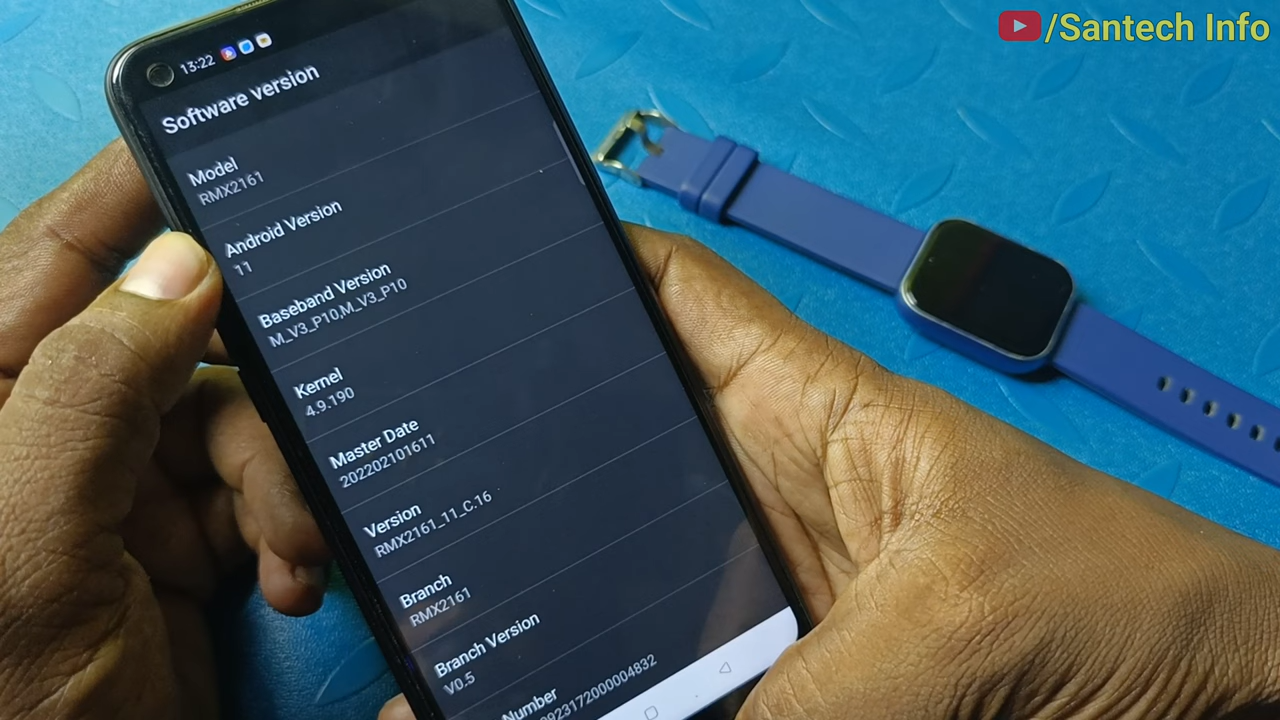 /Santech Info
13:22
Software version
Model
RMX2161
Android Version
11
Baseband Version
M_V3_P10,M_V3_P10
Kernel
4.9.190
Master Date
202202101611
Version
RMX2161_11_C.16
Branch
RMX2161
Branch Version
V0.5
Number